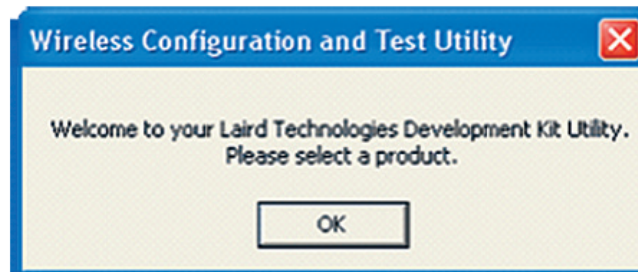 Wireless Configuration and Test Utility
Welcome to your Laird Technologies Development Kit Utility.
Please select a product.
OK